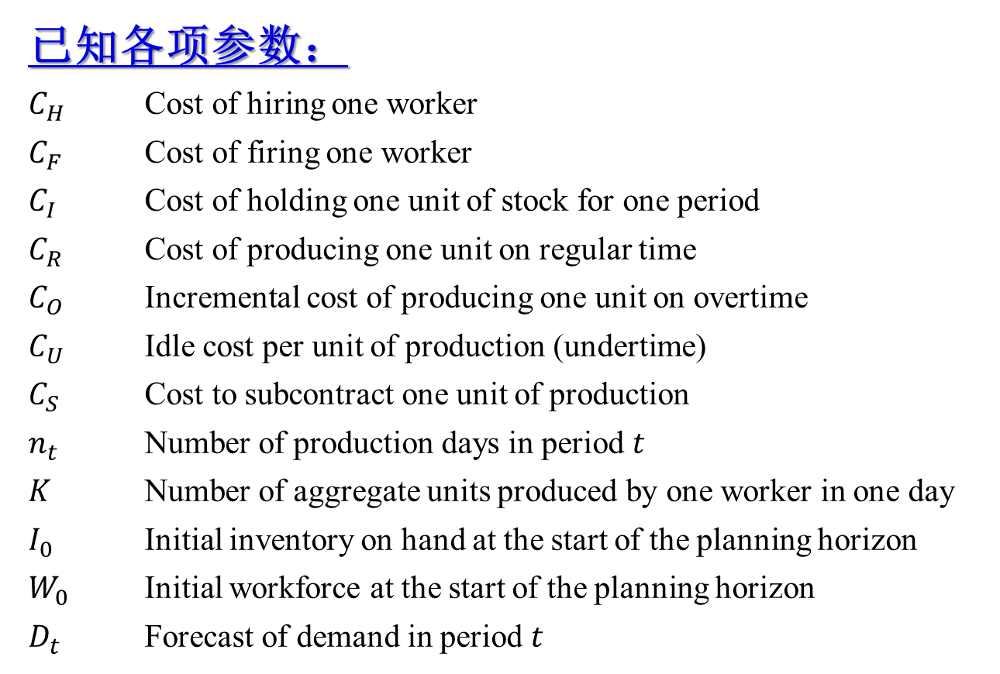 已知各项参数：
C_H Cost of hiring one worker
C_F Cost of firing one worker
C_I Cost of holding one unit of stock for one period
C_R Cost of producing one unit on regular time
C_O Incremental cost of producing one unit on overtime
C_U Idle cost per unit of production (undertime)
C_S Cost to subcontract one unit of production
n_t Number of production days in period t
K Number of aggregate units produced by one worker in one day
I_0 Initial inventory on hand at the start of the planning horizon
W_0 Initial workforce at the start of the planning horizon
D_t Forecast of demand in period t